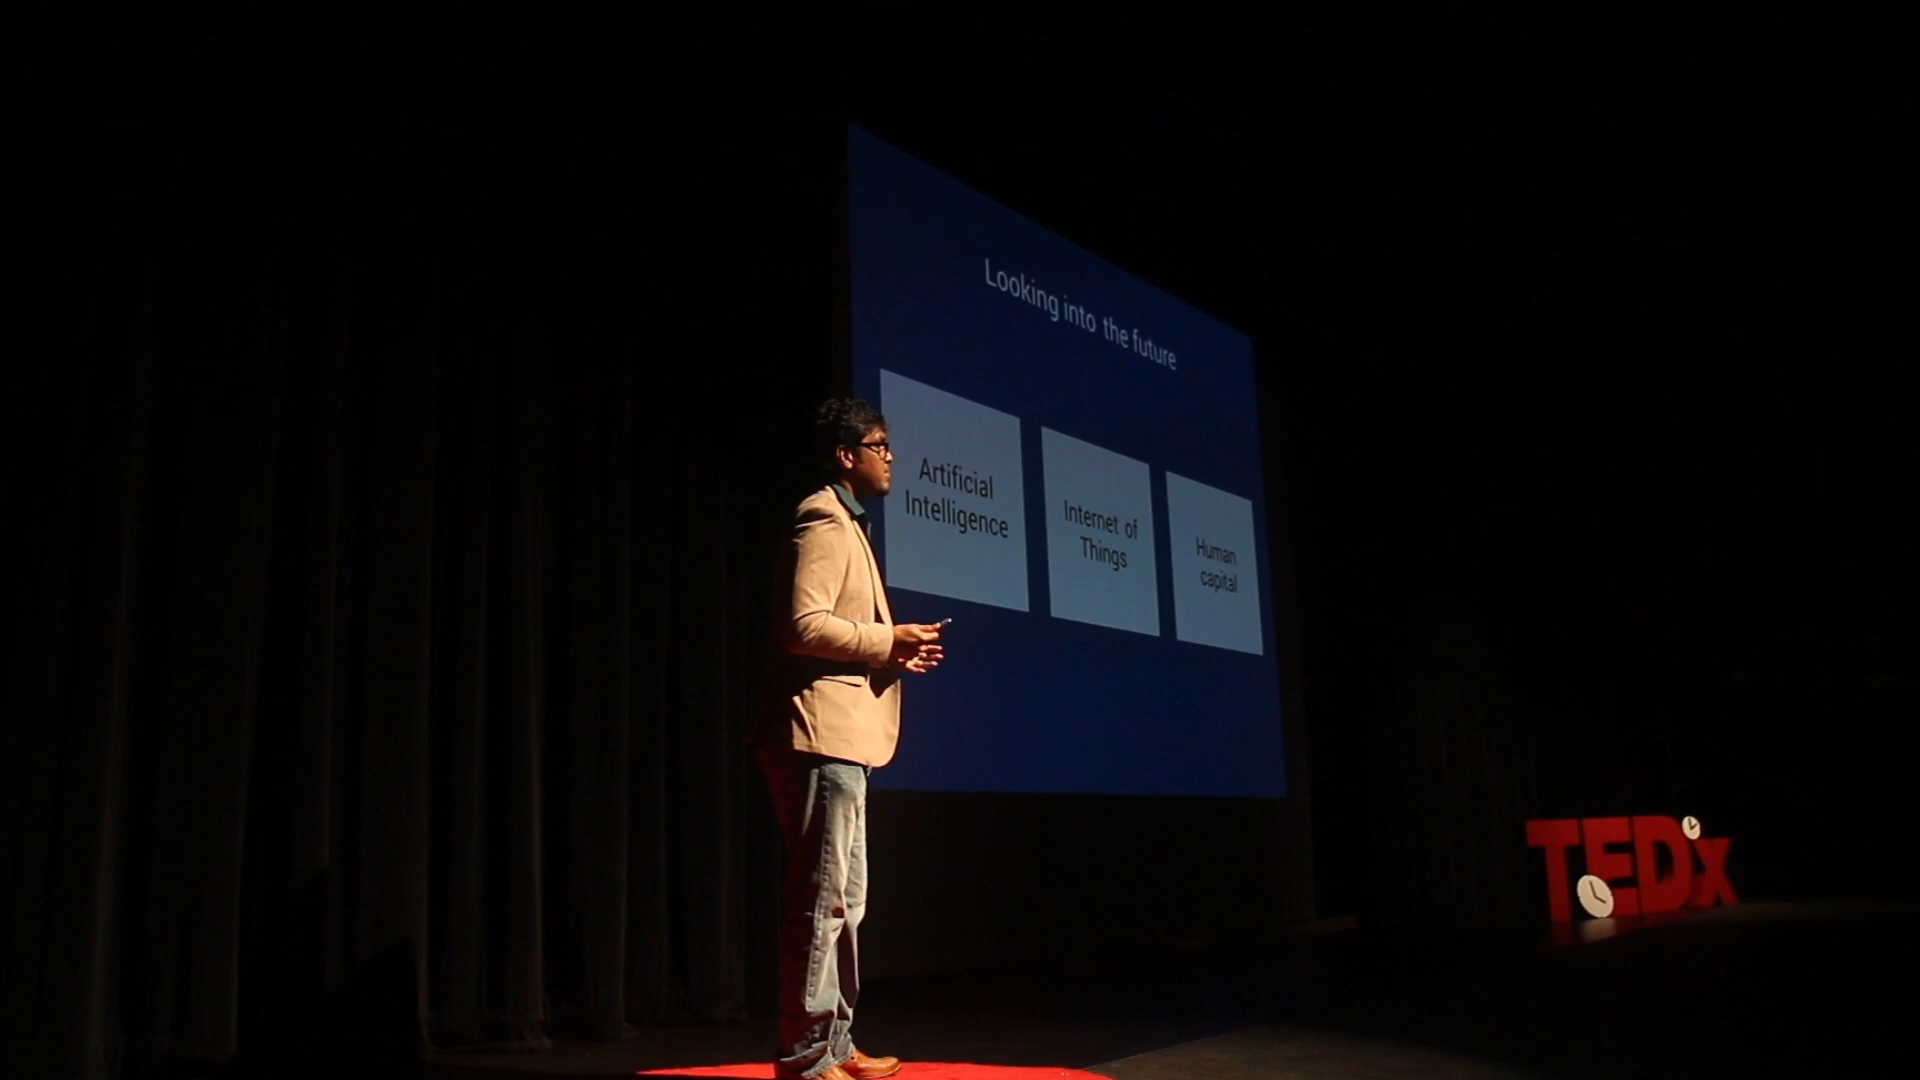 Looking into the future
Artificial
Intelligence
Internet of
Things
Human
capital
TEDx